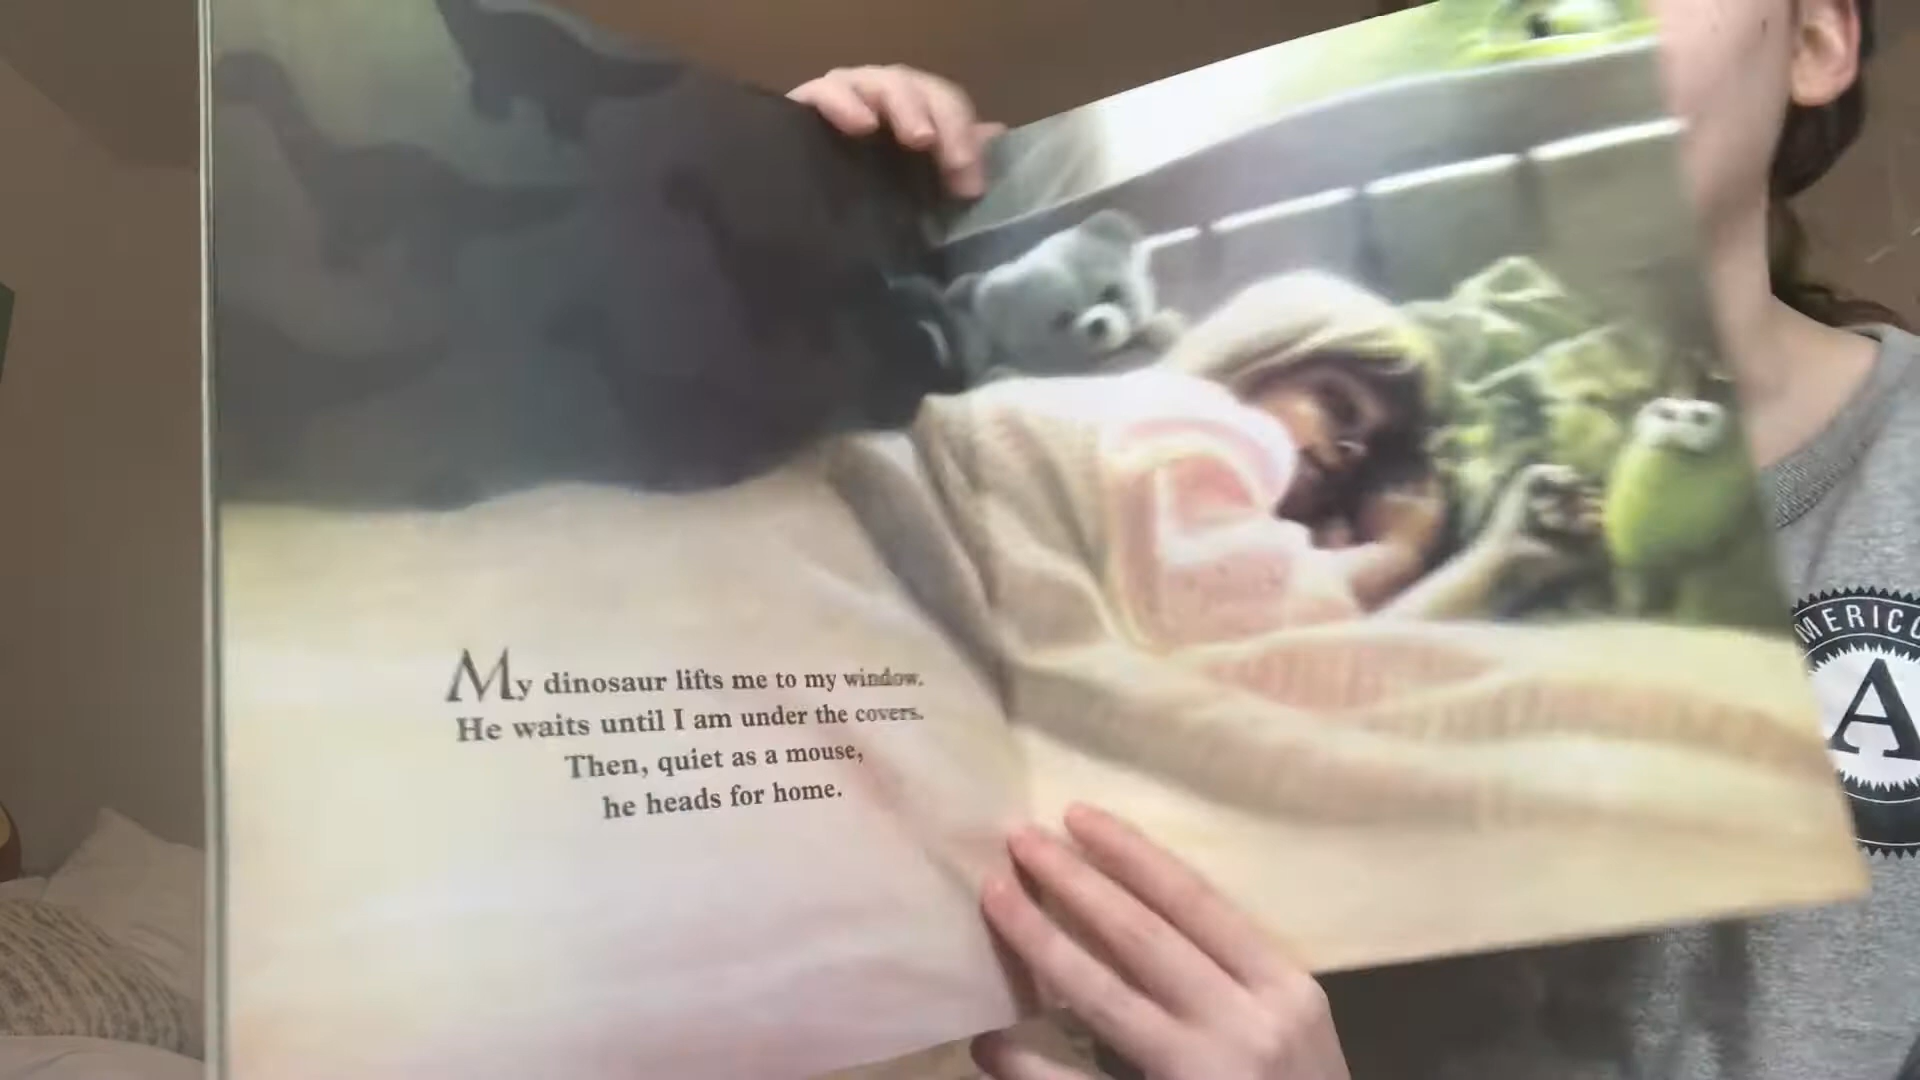 My dinosaur lifts me to my window.
He waits until I am under the covers.
Then, quiet as a mouse,
he heads for home.
MERICO
A